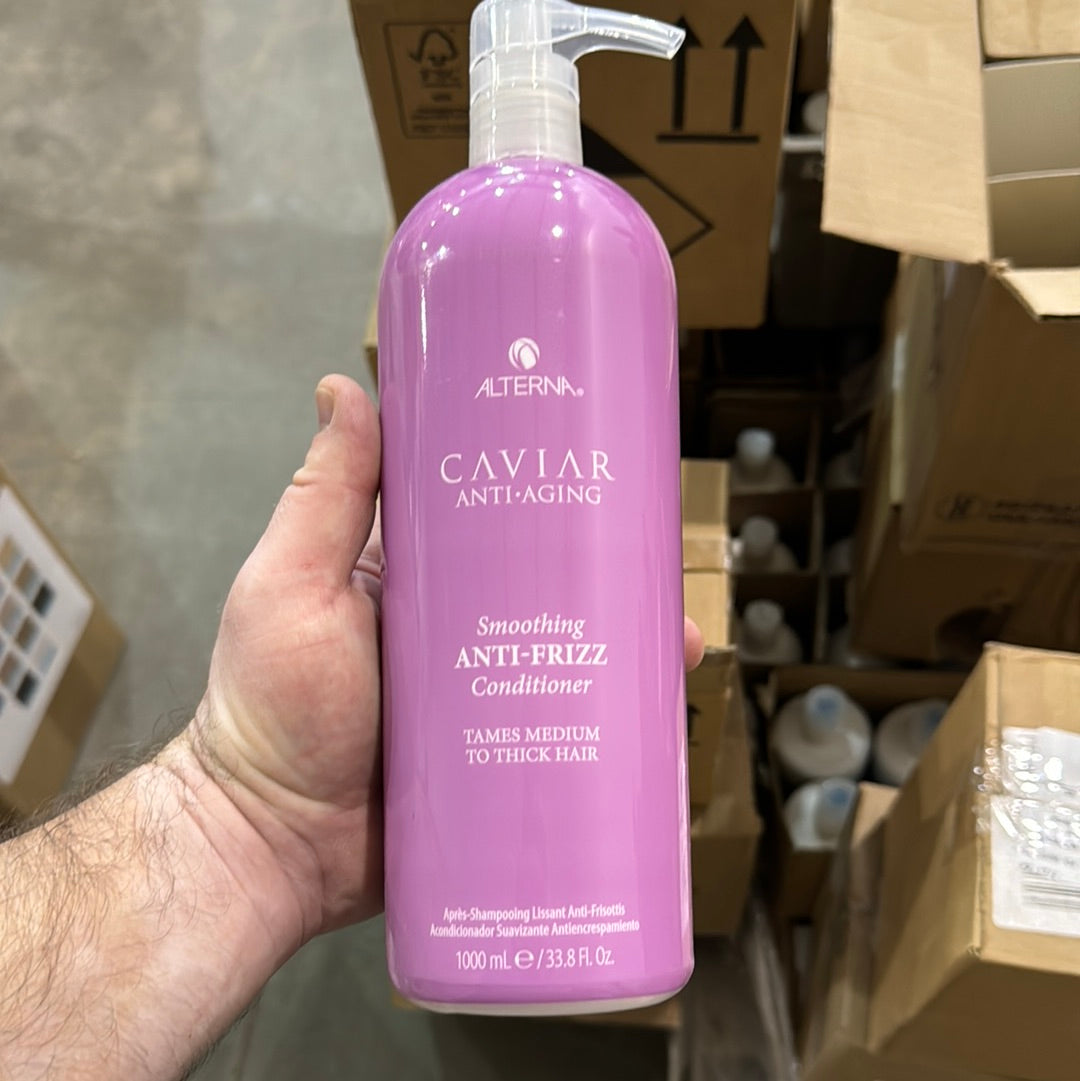 FSC
ALTERNA®
CAVIAR
ANTI·AGING
Smoothing
ANTI-FRIZZ
Conditioner
TAMES MEDIUM
TO THICK HAIR
Après-Shampooing Lissant Anti-Frisottis
Acondicionador Suavizante Antiencrespamiento
1000 mL ℮ / 33.8 Fl. Oz.